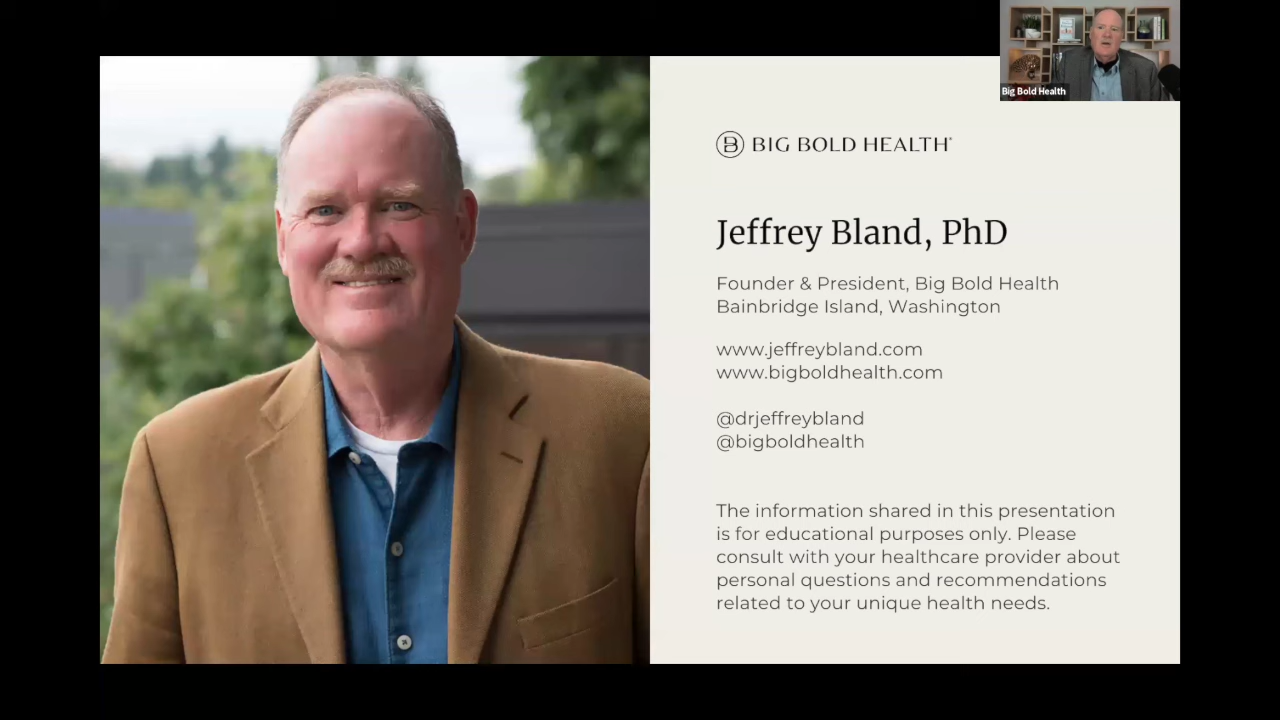 Big Bold Health
B BIG BOLD HEALTH®
Jeffrey Bland, PhD
Founder & President, Big Bold Health
Bainbridge Island, Washington
www.jeffreybland.com
www.bigboldhealth.com
@drjeffreybland
@bigboldhealth
The information shared in this presentation
is for educational purposes only. Please
consult with your healthcare provider about
personal questions and recommendations
related to your unique health needs.